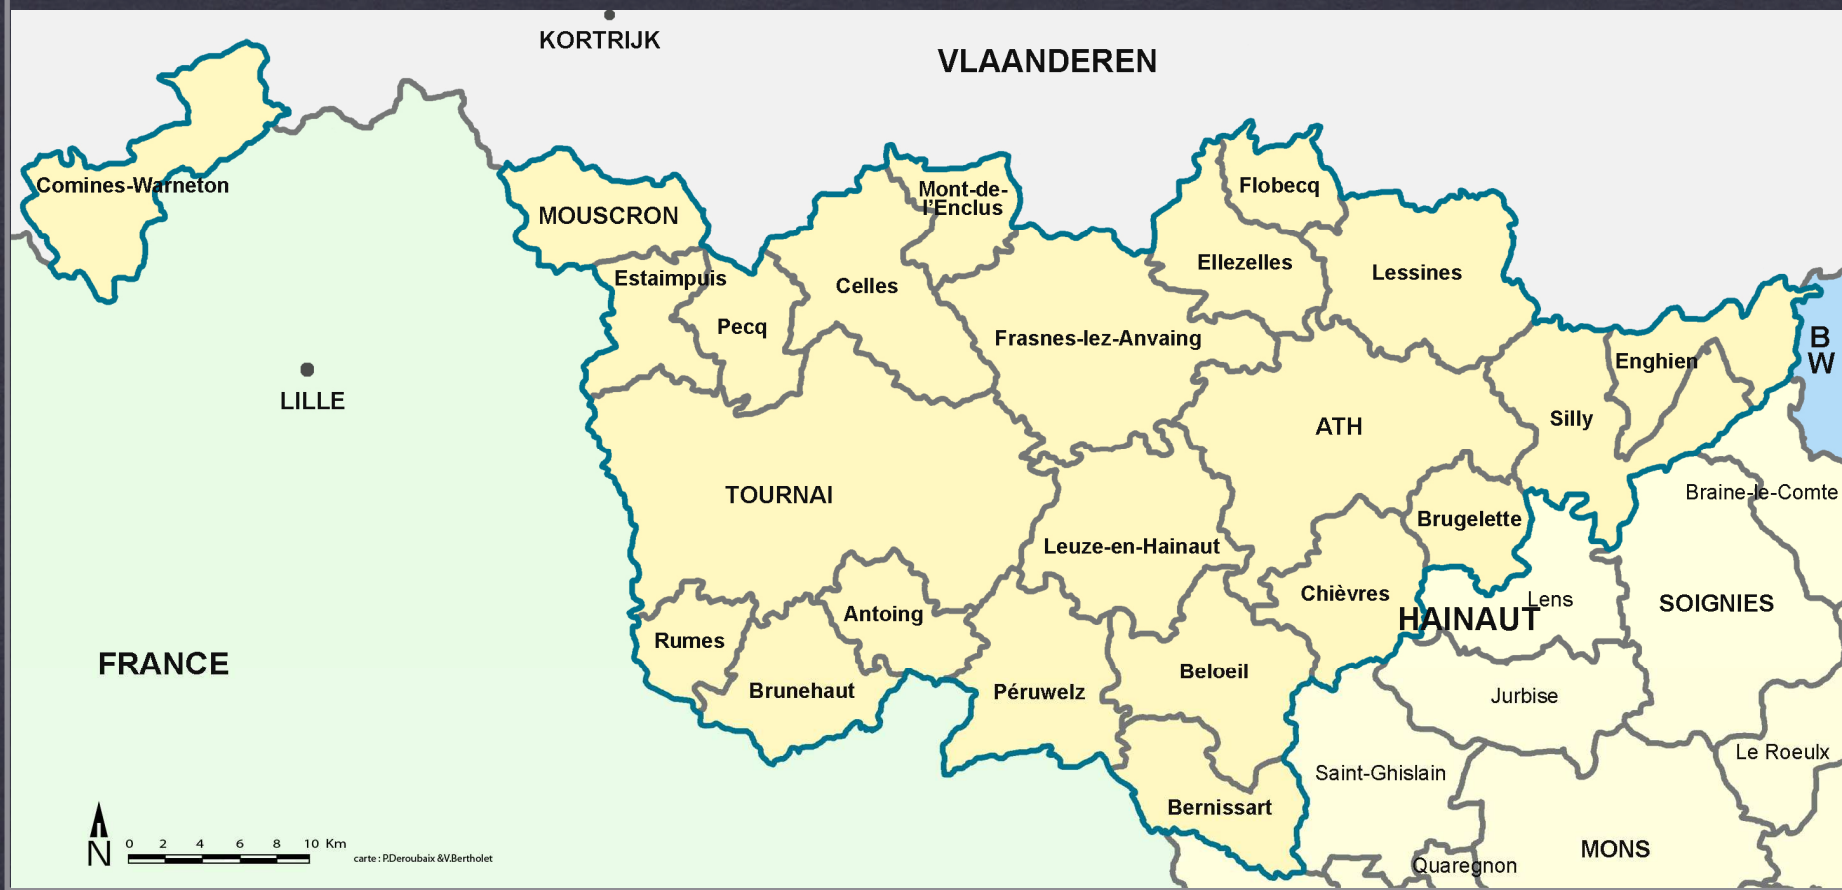 KORTRIJK
VLAANDEREN
Comines-Warneton
MOUSCRON
Mont-de-
l'Enclus
Flobecq
Estaimpuis
Celles
Ellezelles
Lessines
Pecq
Frasnes-lez-Anvaing
B
W
Enghien
LILLE
ATH
Silly
TOURNAI
Braine-le-Comte
Brugelette
Leuze-en-Hainaut
Chièvres
Lens
HAINAUT
SOIGNIES
Antoing
Rumes
FRANCE
Beloeil
Brunehaut
Péruwelz
Jurbise
Le Roeulx
Saint-Ghislain
Bernissart
MONS
Quaregnon
N
0 2 4 6 8 10 Km
carte : P.Deroubaix &V.Bertholet